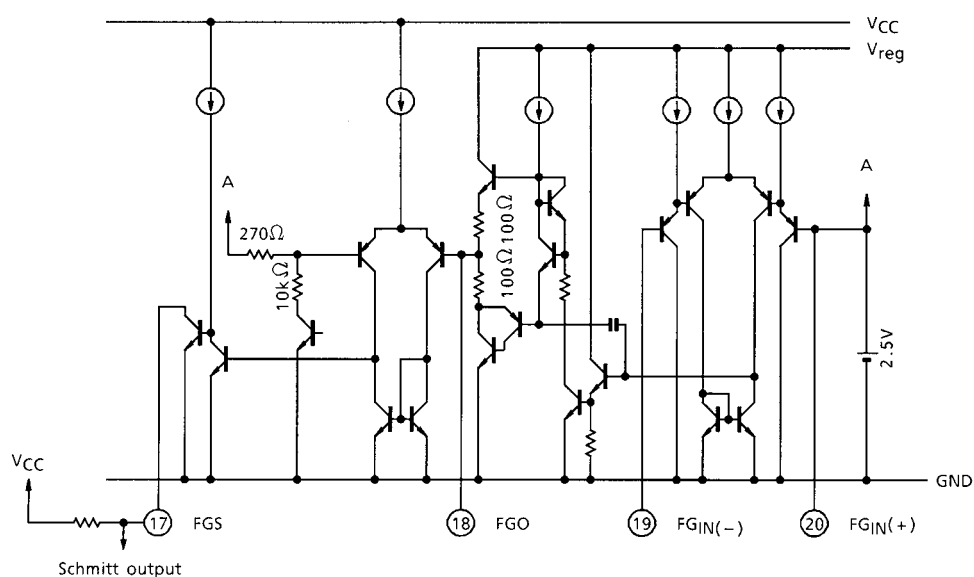 VCC
Vreg
A
A
270Ω
10kΩ
100Ω
100Ω
2.5V
VCC
GND
17 FGS
18 FGO
19 FGIN(−)
20 FGIN(+)
Schmitt output